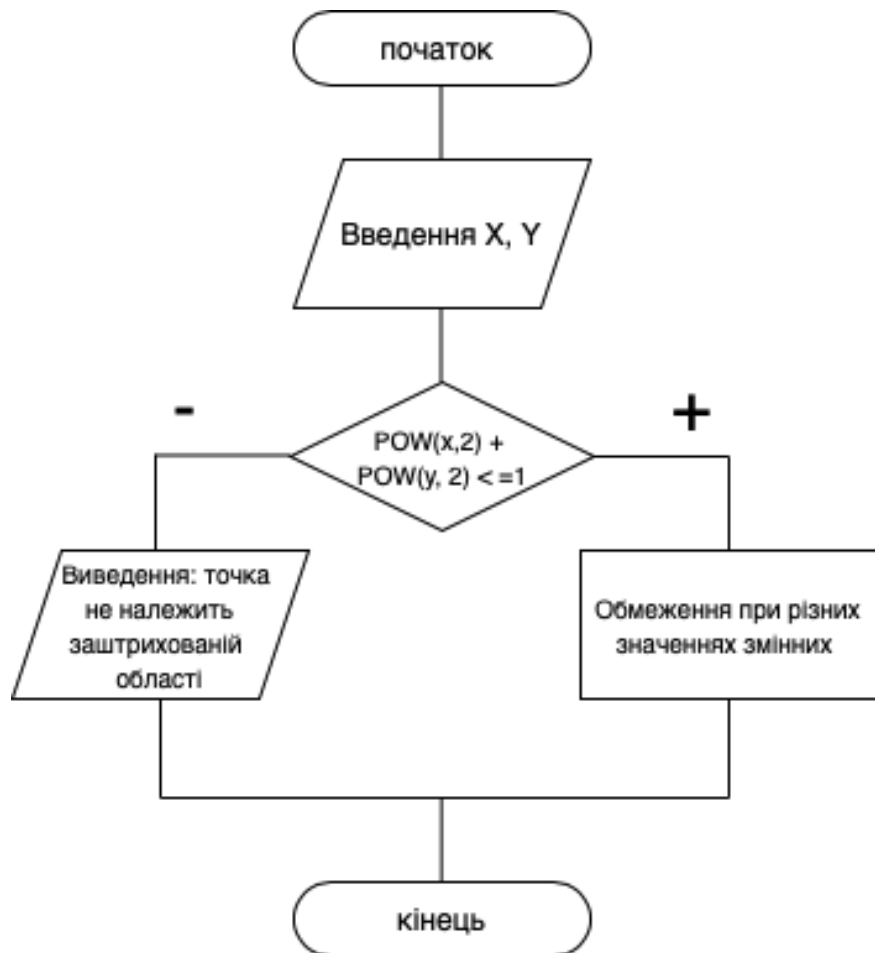 початок
Введення X, Y
-
+
POW(x,2) +
POW(y, 2) < =1
Виведення: точка
не належить
заштрихованій
області
Обмеження при різних
значеннях змінних
кінець